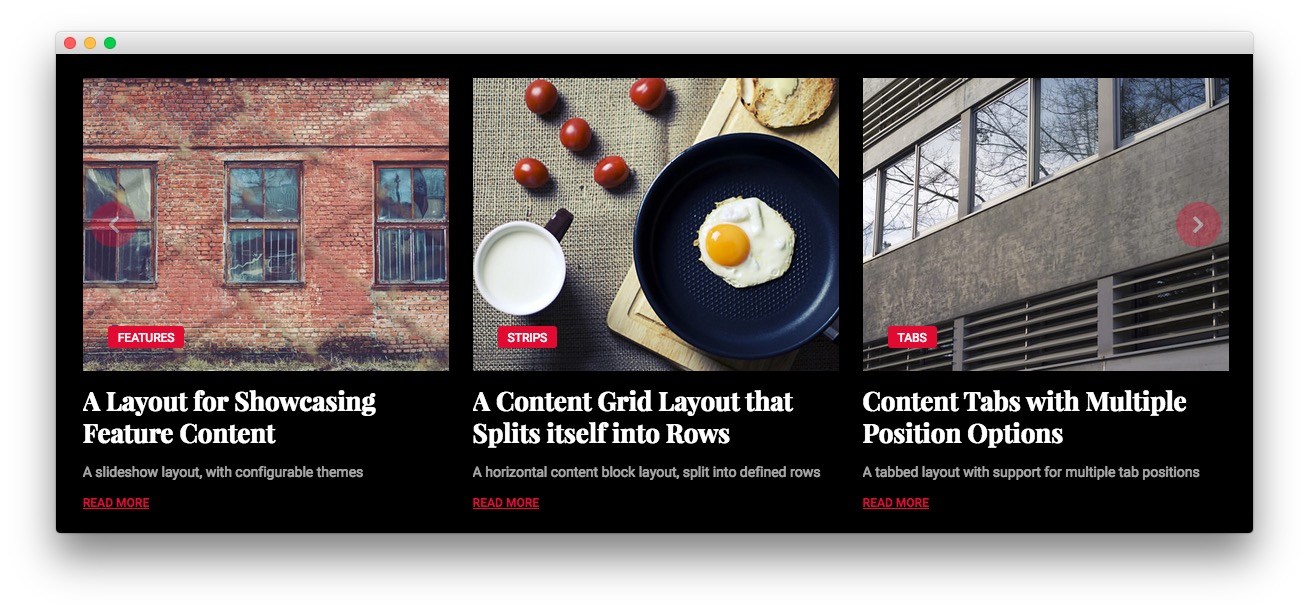 FEATURES
A Layout for Showcasing
Feature Content
A slideshow layout, with configurable themes
READ MORE
STRIPS
A Content Grid Layout that
Splits itself into Rows
A horizontal content block layout, split into defined rows
READ MORE
TABS
Content Tabs with Multiple
Position Options
A tabbed layout with support for multiple tab positions
READ MORE